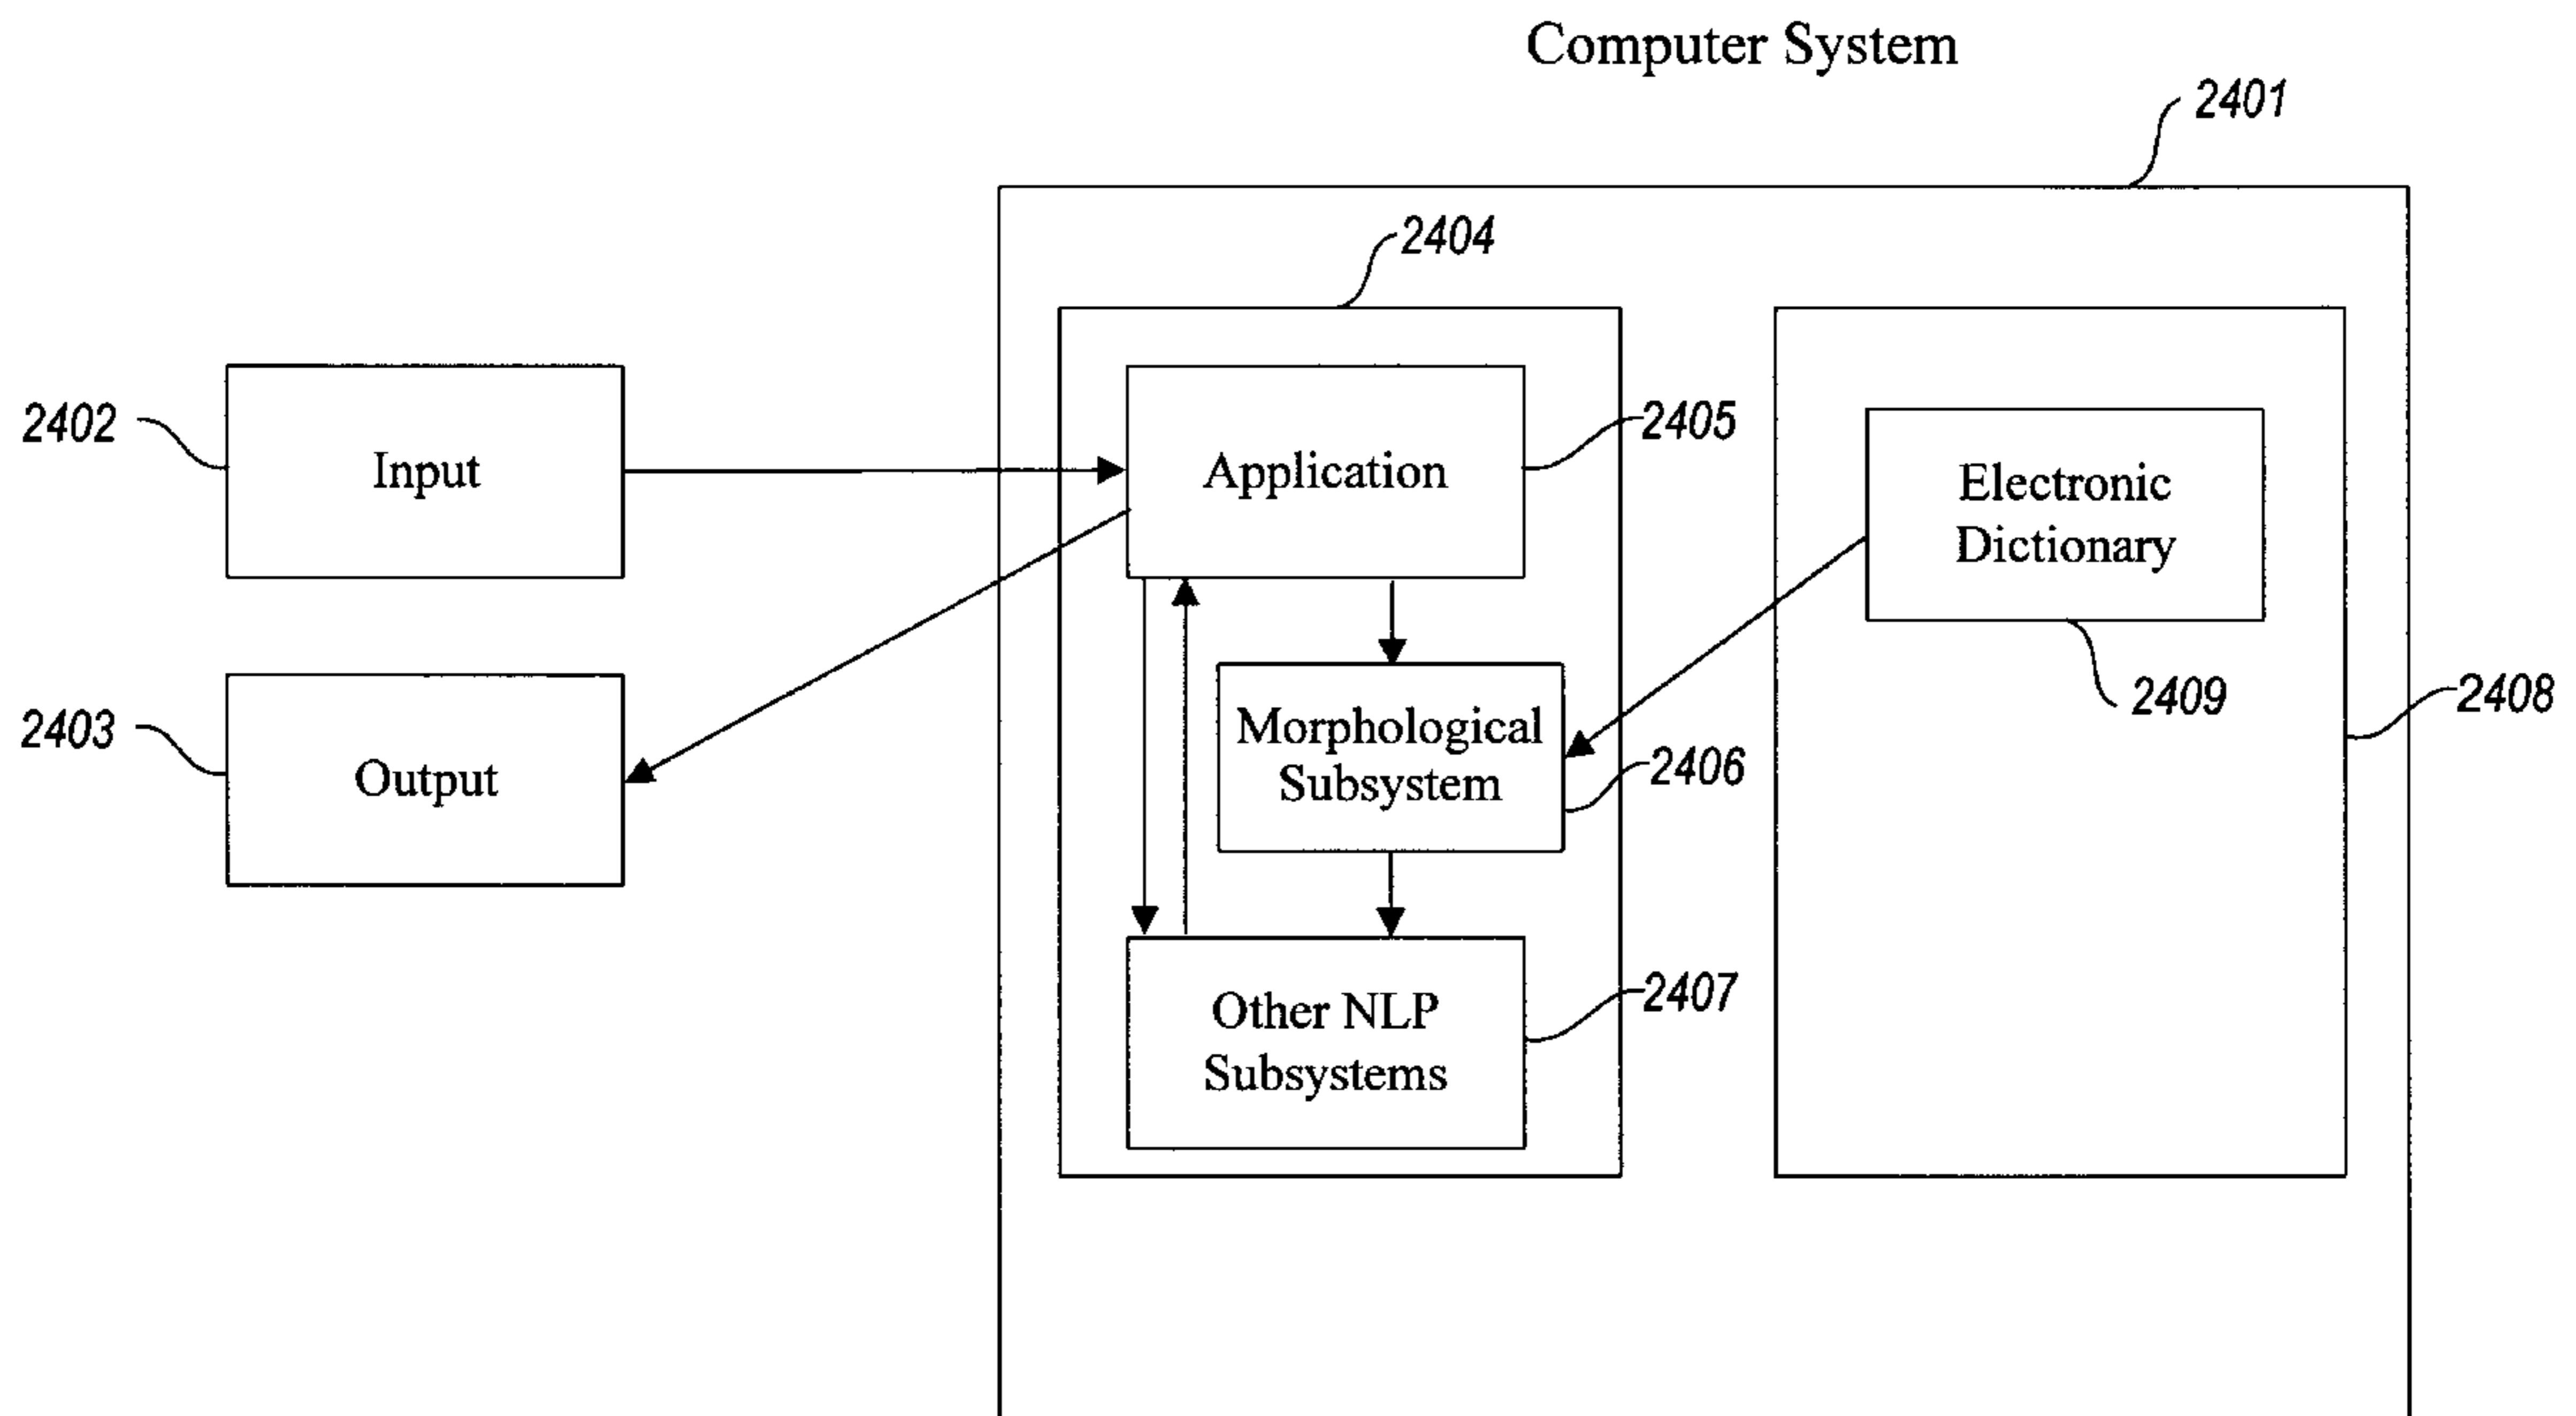 Computer System
2401
2404
2402
Input
Application
2405
Electronic
Dictionary
2409
2408
2403
Output
Morphological
Subsystem
2406
Other NLP
Subsystems
2407